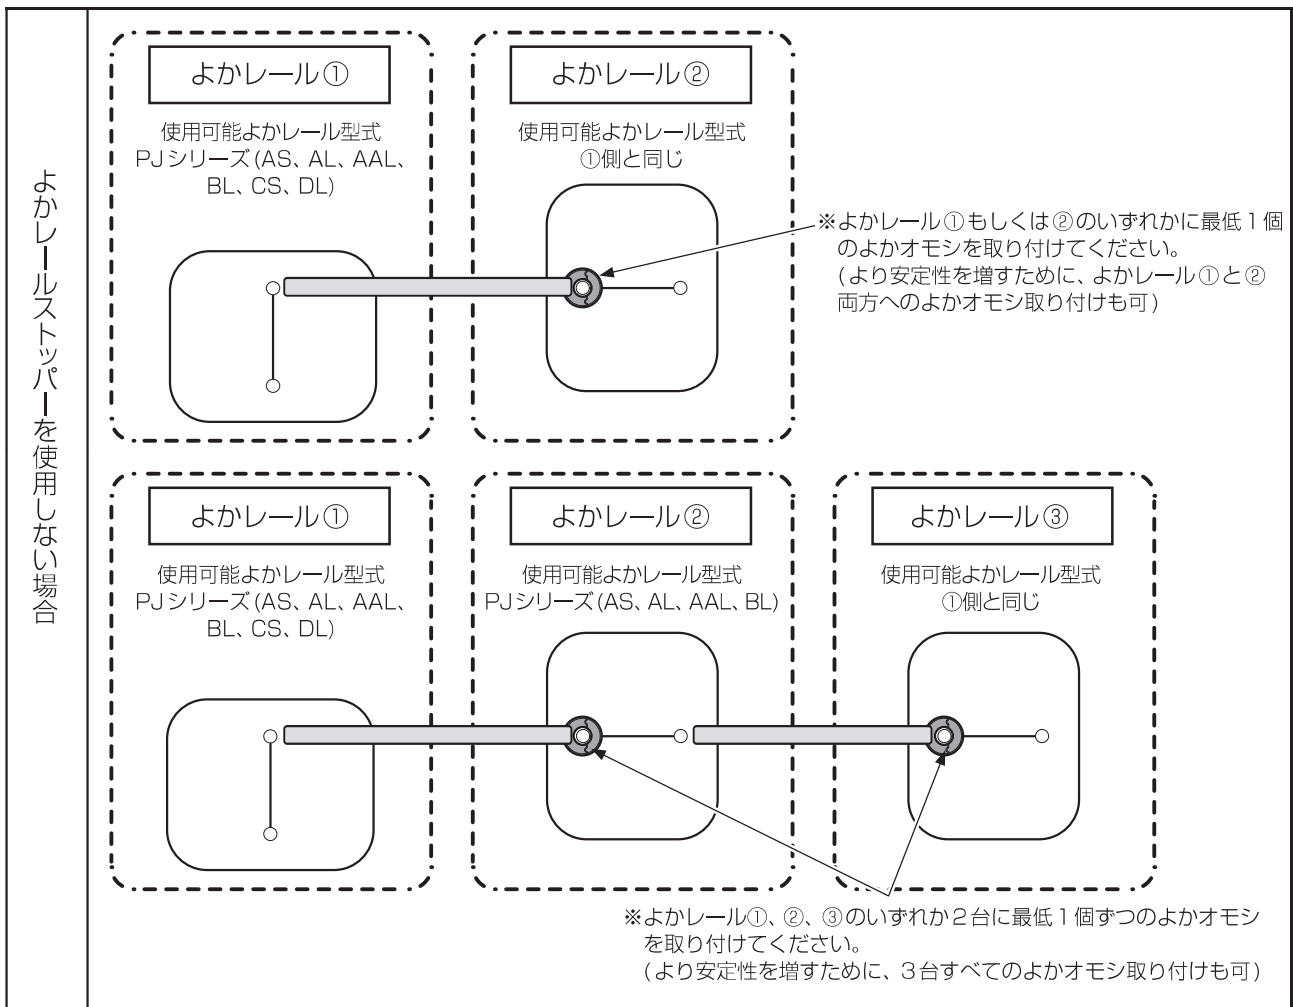 よかレールストッパーを使用しない場合
よかレール①
使用可能よかレール型式
PJシリーズ(AS、AL、AAL、
BL、CS、DL)
よかレール②
使用可能よかレール型式
①側と同じ
※よかレール①もしくは②のいずれかに最低1個
のよかオモシを取り付けてください。
(より安定性を増すために、よかレール①と②
両方へのよかオモシ取り付けも可)
よかレール①
使用可能よかレール型式
PJシリーズ(AS、AL、AAL、
BL、CS、DL)
よかレール②
使用可能よかレール型式
PJシリーズ(AS、AL、AAL、BL)
よかレール③
使用可能よかレール型式
①側と同じ
※よかレール①、②、③のいずれか2台に最低1個ずつのよかオモシ
を取り付けてください。
(より安定性を増すために、3台すべてのよかオモシ取り付けも可)